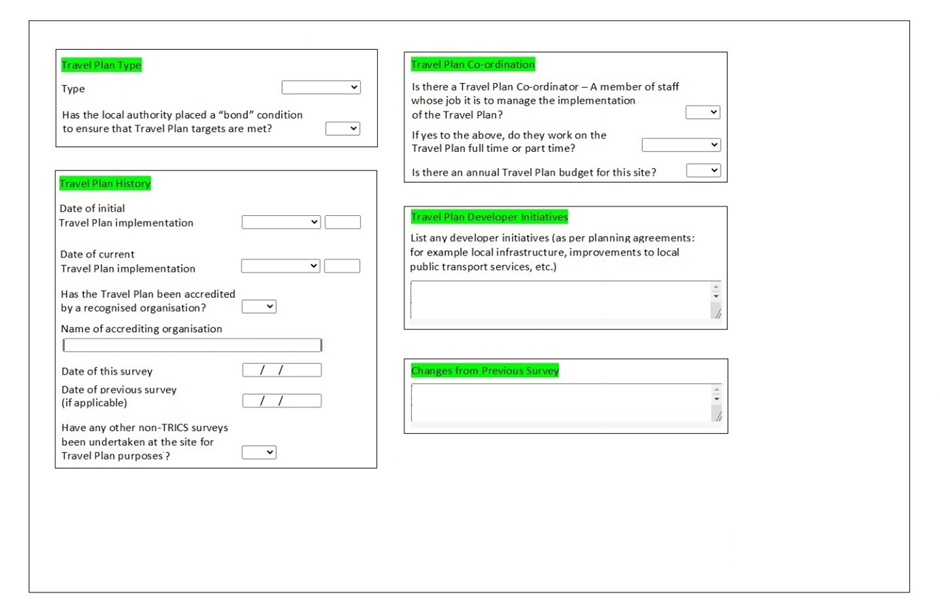 Travel Plan Type
Type
Has the local authority placed a “bond” condition
to ensure that Travel Plan targets are met?
Travel Plan History
Date of initial
Travel Plan implementation
Date of current
Travel Plan implementation
Has the Travel Plan been accredited
by a recognised organisation?
Name of accrediting organisation
Date of this survey
/ /
Date of previous survey
(if applicable)
/ /
Have any other non-TRICS surveys
been undertaken at the site for
Travel Plan purposes?
Travel Plan Co-ordination
Is there a Travel Plan Co-ordinator – A member of staff
whose job it is to manage the implementation
of the Travel Plan?
If yes to the above, do they work on the
Travel Plan full time or part time?
Is there an annual Travel Plan budget for this site?
Travel Plan Developer Initiatives
List any developer initiatives (as per planning agreements:
for example local infrastructure, improvements to local
public transport services, etc.)
Changes from Previous Survey